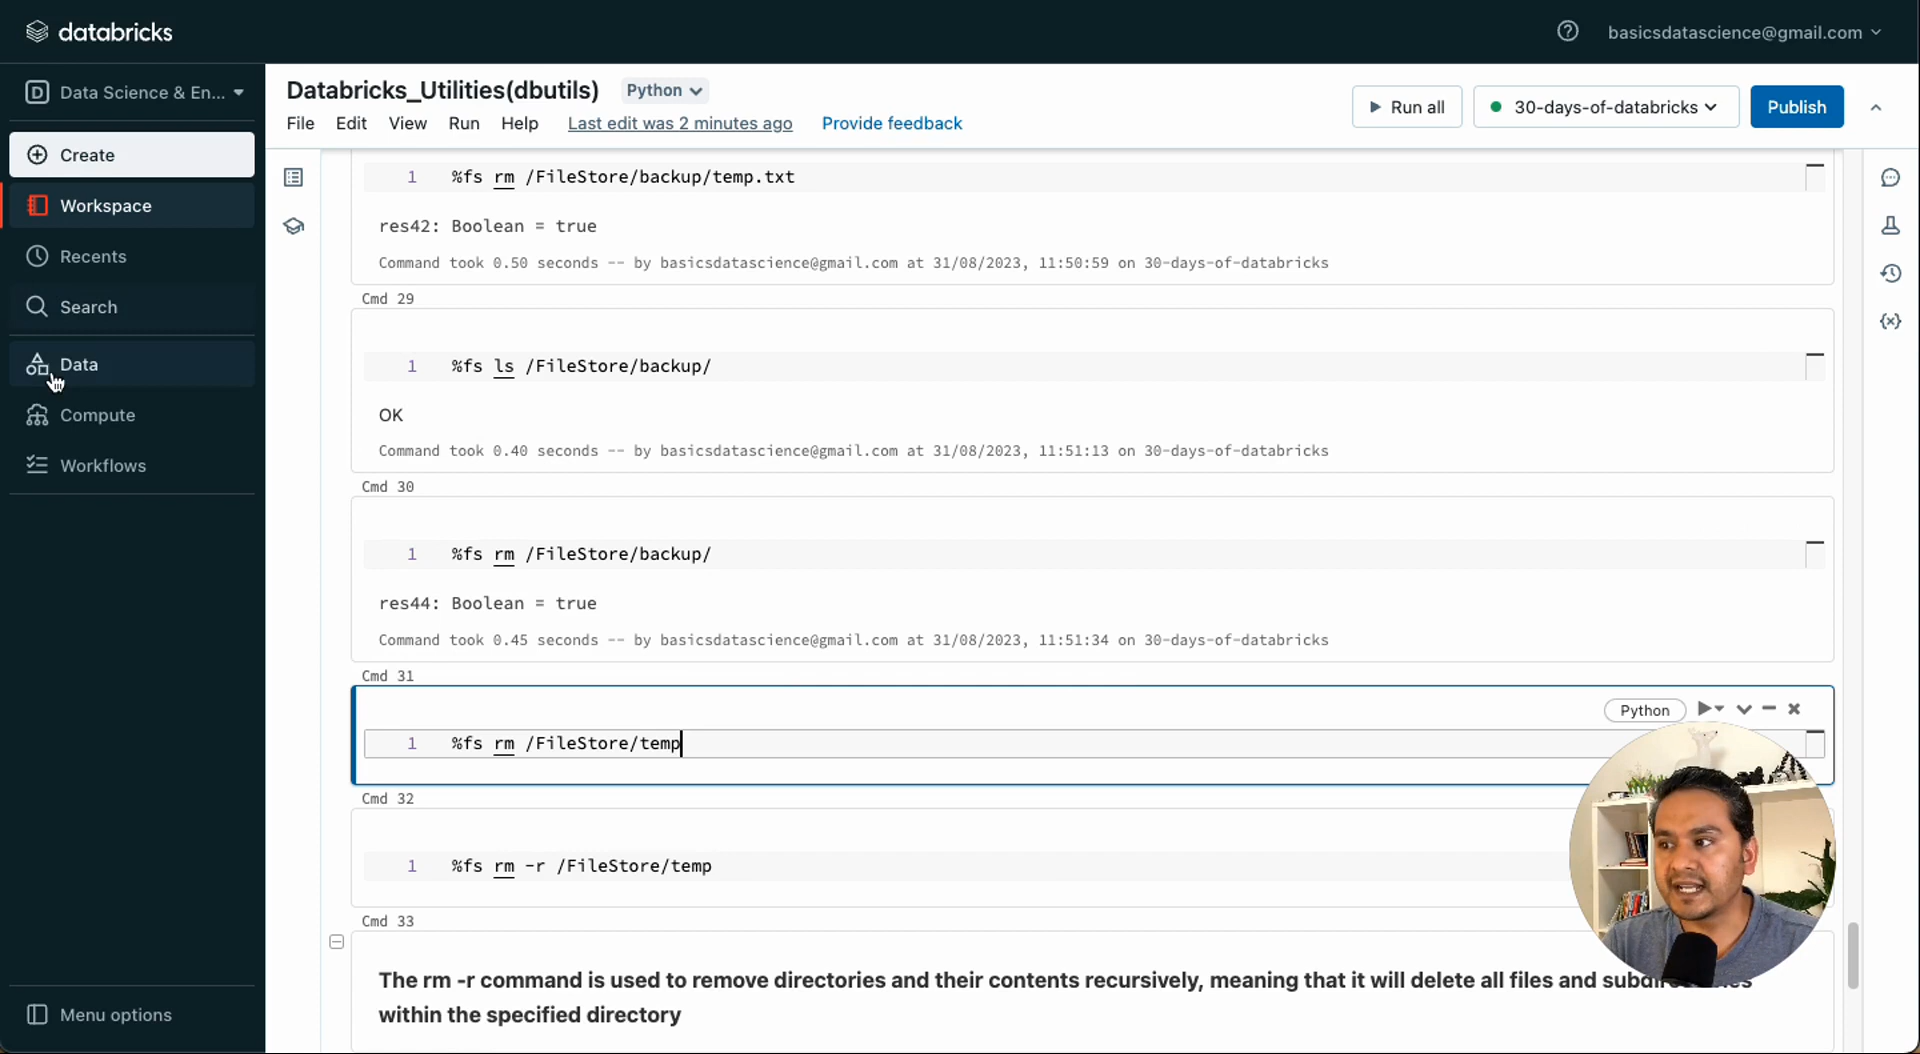 databricks
basicsdatascience@gmail.com
Data Science & En...
Create
Workspace
Recents
Search
Data
Compute
Workflows
Menu options
Databricks_Utilities(dbutils)
Python
File Edit View Run Help Last edit was 2 minutes ago Provide feedback
Run all
30-days-of-databricks
Publish
1 %fs rm /FileStore/backup/temp.txt
res42: Boolean = true
Command took 0.50 seconds -- by basicsdatascience@gmail.com at 31/08/2023, 11:50:59 on 30-days-of-databricks
Cmd 29
1 %fs ls /FileStore/backup/
OK
Command took 0.40 seconds -- by basicsdatascience@gmail.com at 31/08/2023, 11:51:13 on 30-days-of-databricks
Cmd 30
1 %fs rm /FileStore/backup/
res44: Boolean = true
Command took 0.45 seconds -- by basicsdatascience@gmail.com at 31/08/2023, 11:51:34 on 30-days-of-databricks
Cmd 31
Python
1 %fs rm /FileStore/temp
Cmd 32
1 %fs rm -r /FileStore/temp
Cmd 33
The rm -r command is used to remove directories and their contents recursively, meaning that it will delete all files and
within the specified directory